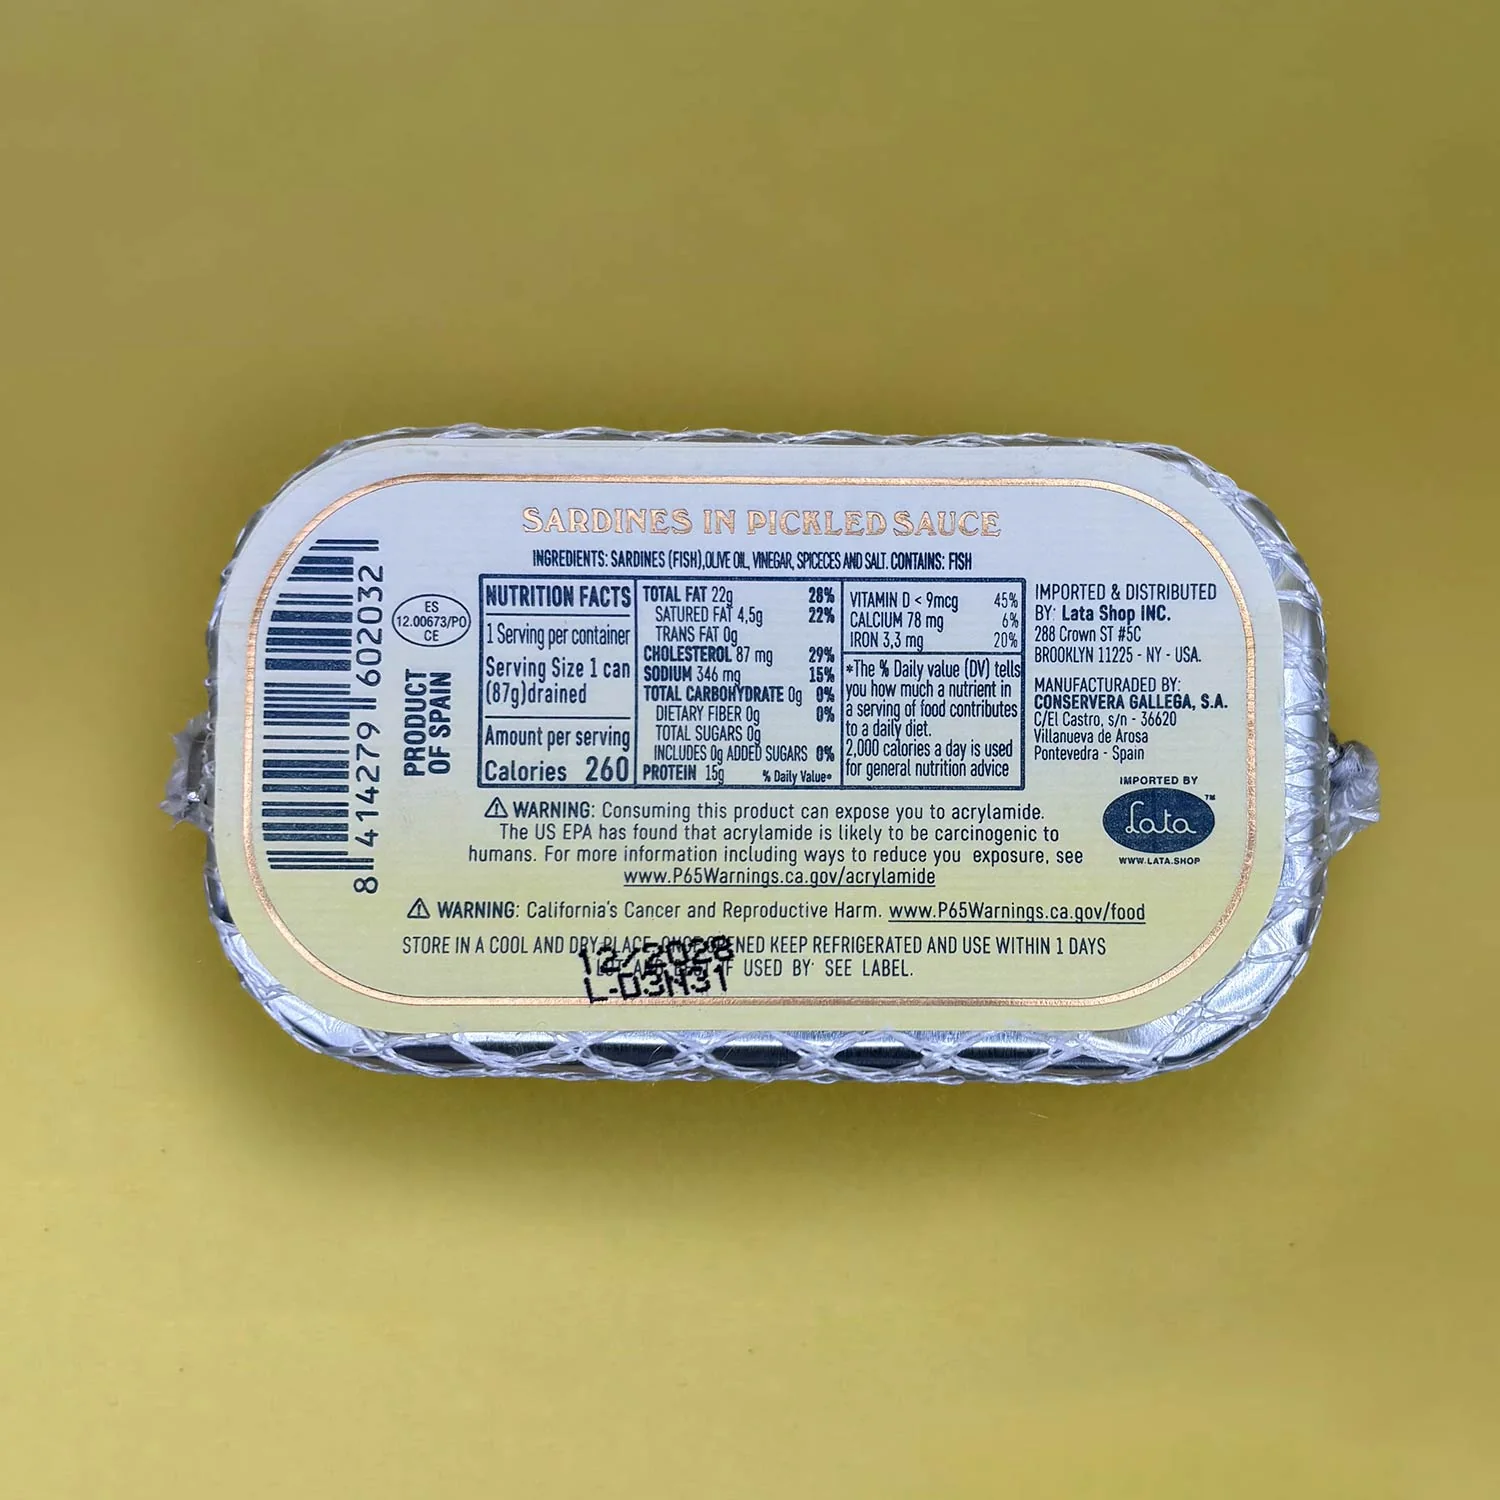 SARDINES IN PICKLED SAUCE
INGREDIENTS: SARDINES (FISH),OLIVE OIL, VINEGAR, SPICECES AND SALT. CONTAINS: FISH
8 414279 602032
ES
12.00673/PO
CE
PRODUCT
OF SPAIN
NUTRITION FACTS
1 Serving per container
Serving Size 1 can
(87g)drained
Amount per serving
Calories 260
TOTAL FAT 22g 28%
SATURED FAT 4,5g 22%
TRANS FAT 0g
CHOLESTEROL 87 mg 29%
SODIUM 346 mg 15%
TOTAL CARBOHYDRATE 0g 0%
DIETARY FIBER 0g 0%
TOTAL SUGARS 0g
INCLUDES 0g ADDED SUGARS 0%
PROTEIN 15g % Daily Value*
VITAMIN D < 9mcg 45%
CALCIUM 78 mg 6%
IRON 3,3 mg 20%
*The % Daily value (DV) tells
you how much a nutrient in
a serving of food contributes
to a daily diet.
2,000 calories a day is used
for general nutrition advice
IMPORTED & DISTRIBUTED
BY: Lata Shop INC.
288 Crown ST #5C
BROOKLYN 11225 - NY - USA.
MANUFACTURADED BY:
CONSERVERA GALLEGA, S.A.
C/El Castro, s/n - 36620
Villanueva de Arosa
Pontevedra - Spain
IMPORTED BY
Lata ™
WWW.LATA.SHOP
⚠ WARNING: Consuming this product can expose you to acrylamide.
The US EPA has found that acrylamide is likely to be carcinogenic to
humans. For more information including ways to reduce you exposure, see
www.P65Warnings.ca.gov/acrylamide
⚠ WARNING: California's Cancer and Reproductive Harm. www.P65Warnings.ca.gov/food
STORE IN A COOL AND DRY PLACE. ONCE OPENED KEEP REFRIGERATED AND USE WITHIN 1 DAYS
LOT AND BEST IF USED BY: SEE LABEL.
12/2028
L-D3N31